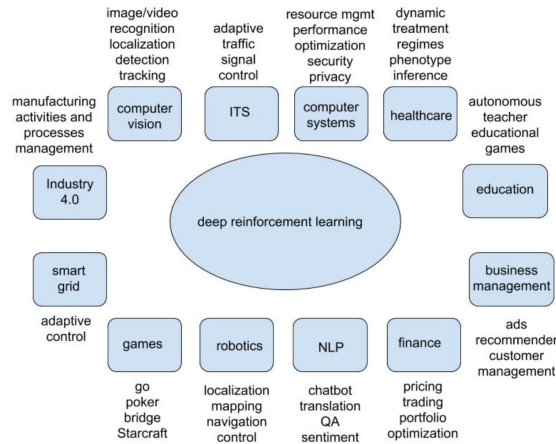 image/video
recognition
localization
detection
tracking
adaptive
traffic
signal
control
resource mgmt
performance
optimization
security
privacy
dynamic
treatment
regimes
phenotype
inference
manufacturing
activities and
processes
management
computer
vision
ITS
computer
systems
healthcare
autonomous
teacher
educational
games
Industry
4.0
education
deep reinforcement learning
smart
grid
business
management
adaptive
control
games
robotics
NLP
finance
ads
recommender
customer
management
go
poker
bridge
Starcraft
localization
mapping
navigation
control
chatbot
translation
QA
sentiment
pricing
trading
portfolio
optimization